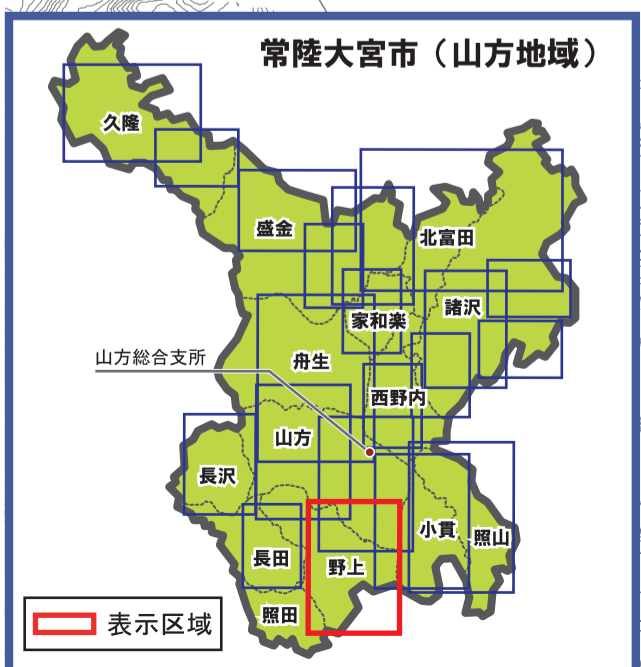 常陸大宮市（山方地域）
久隆
盛金
北富田
諸沢
家和楽
山方総合支所
舟生
西野内
山方
長沢
小貫
照山
長田
野上
照田
表示区域